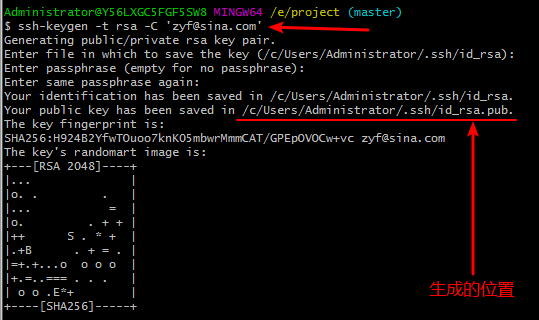 Administrator@Y56LXGC5FGF5SW8 MINGW64 /e/project (master)
$ ssh-keygen -t rsa -C 'zyf@sina.com'
Generating public/private rsa key pair.
Enter file in which to save the key (/c/Users/Administrator/.ssh/id_rsa):
Enter passphrase (empty for no passphrase):
Enter same passphrase again:
Your identification has been saved in /c/Users/Administrator/.ssh/id_rsa.
Your public key has been saved in /c/Users/Administrator/.ssh/id_rsa.pub.
The key fingerprint is:
SHA256:H924B2YfwTOuoo7knKO5mbwrMmmCAT/GPEpOVOCw+vc zyf@sina.com
The key's randomart image is:
+---[RSA 2048]----+
|...              |
|o. .         .   |
|...           =  |
|o.         . + + |
|++      S . * +  |
|.+B      . + = . |
|=+.+...o  o o o  |
|+.=..=== . . .   |
| o o .E*+        |
+----[SHA256]-----+
生成的位置